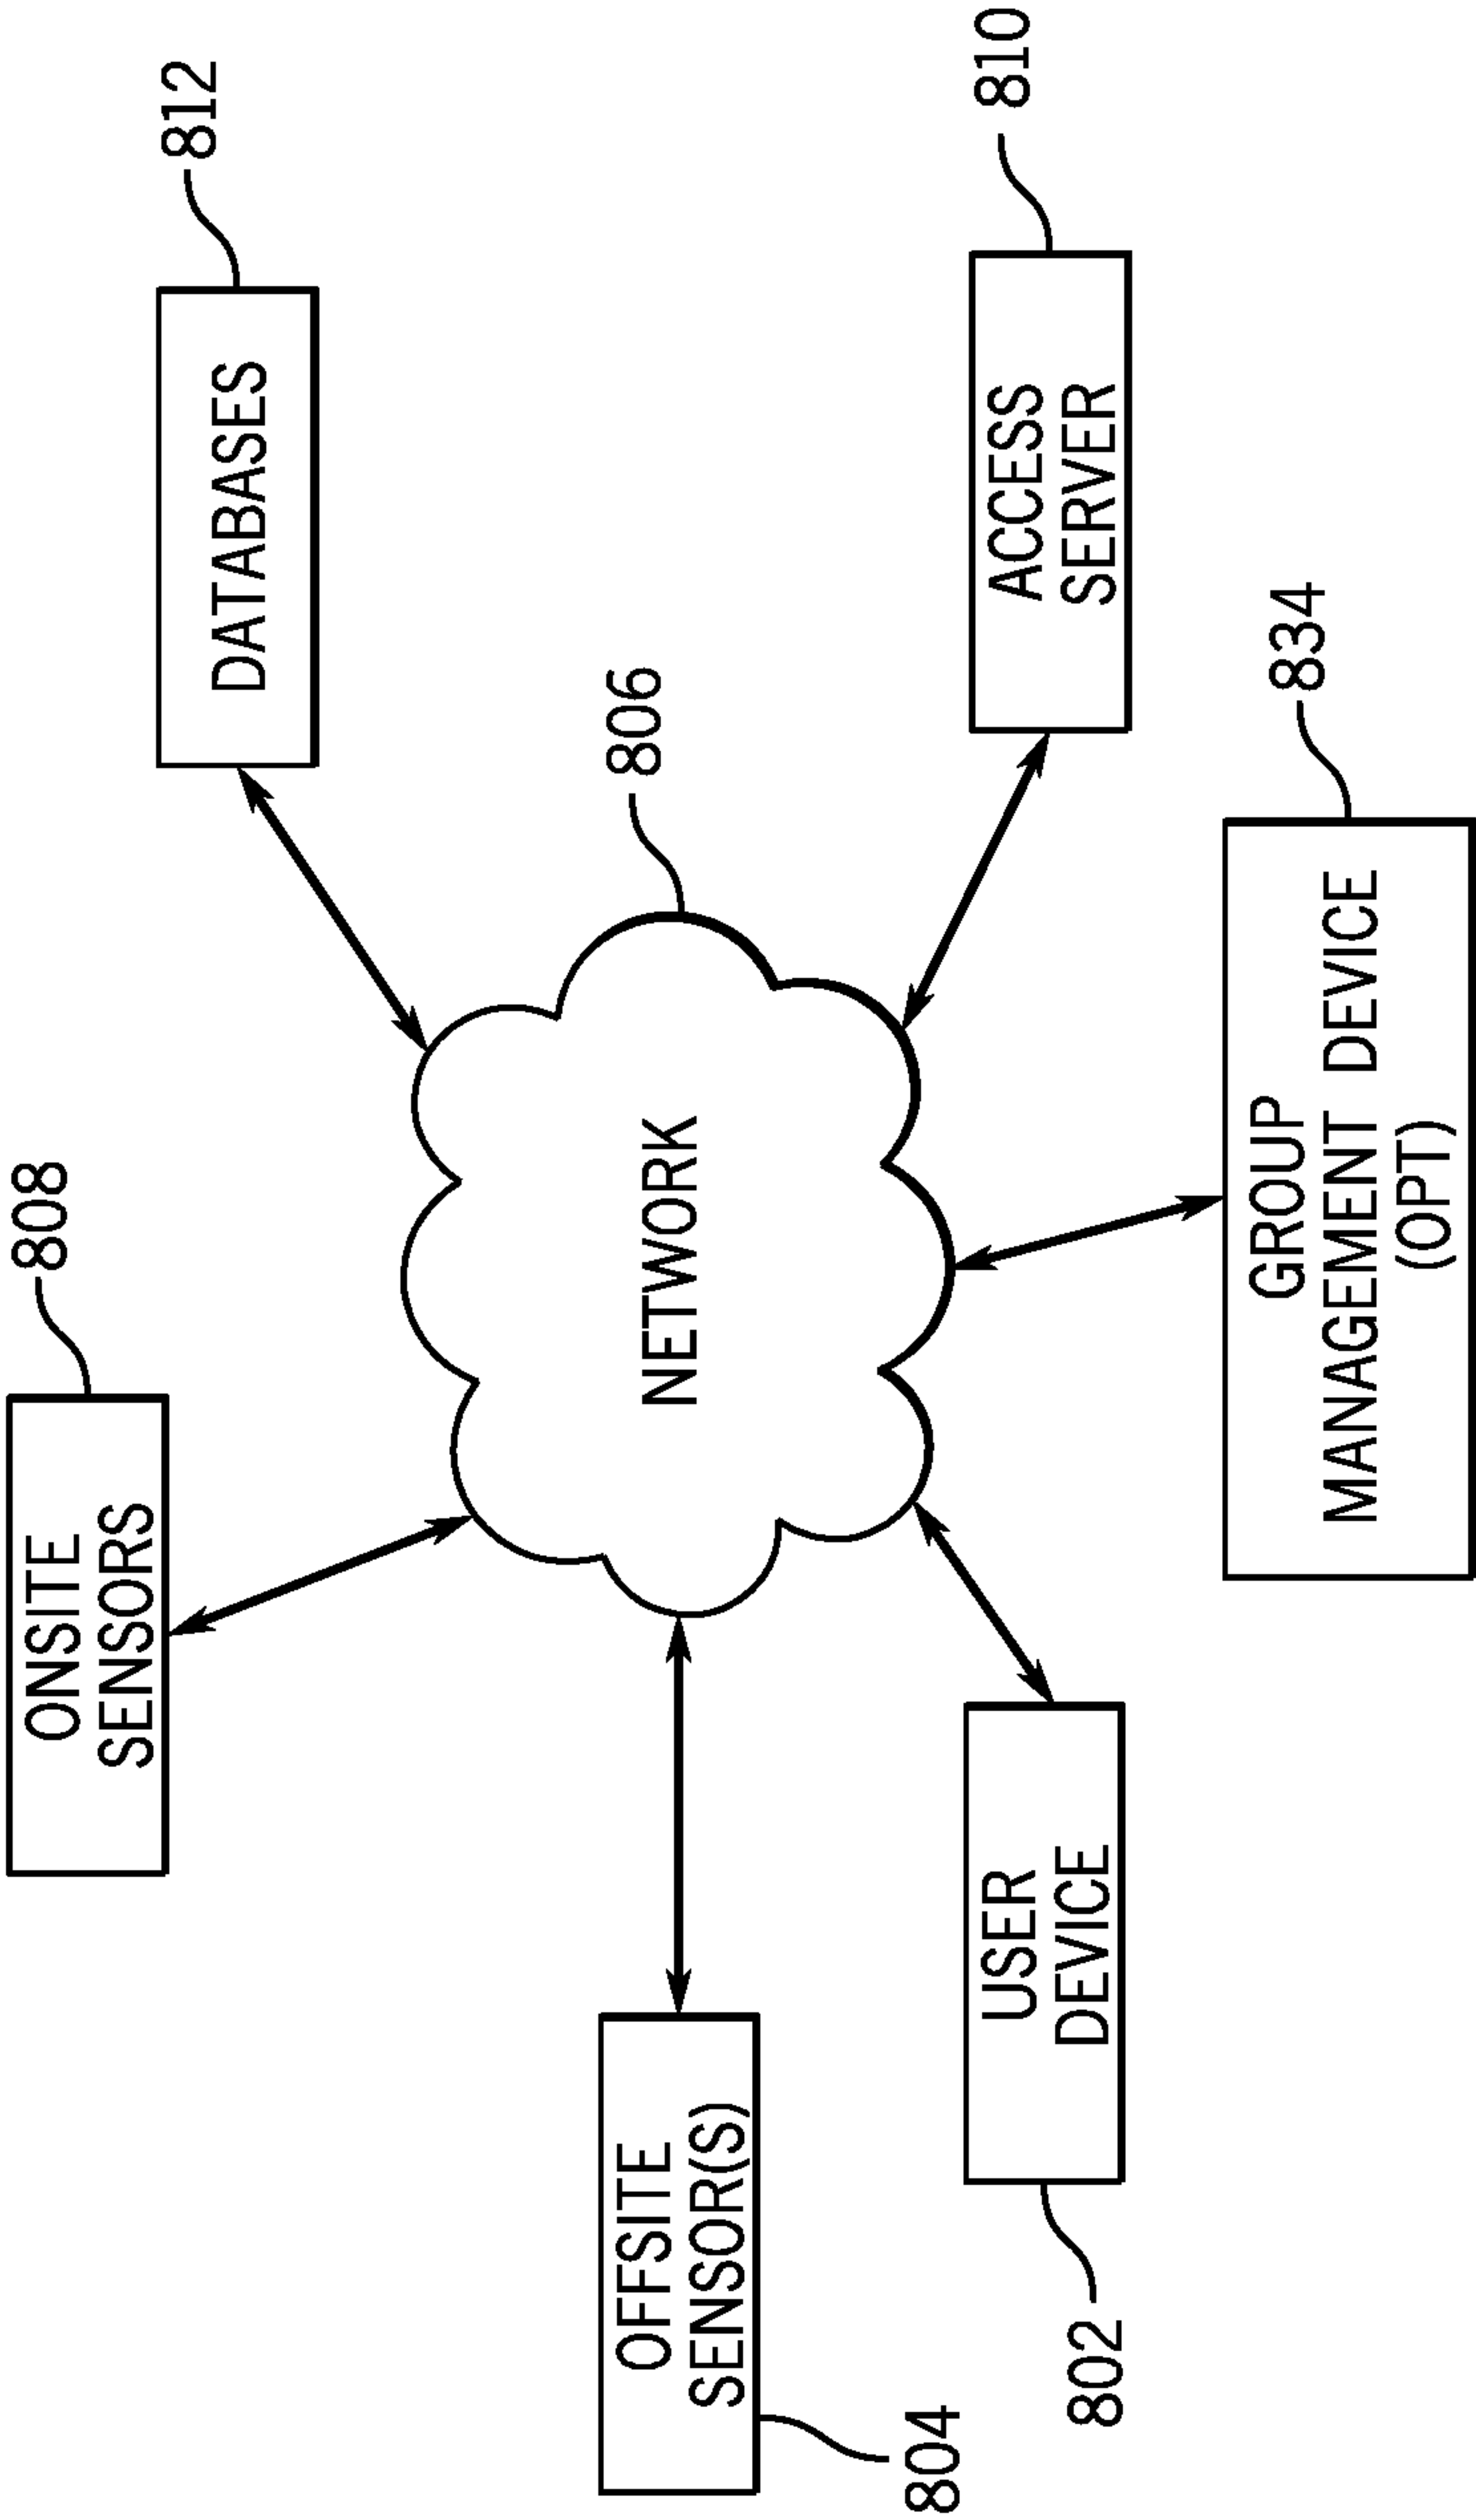 808
ONSITE
SENSORS
812
DATABASES
806
NETWORK
OFFSITE
SENSOR(S)
804
810
ACCESS
SERVER
USER
DEVICE
802
834
GROUP
MANAGEMENT DEVICE
(OPT)